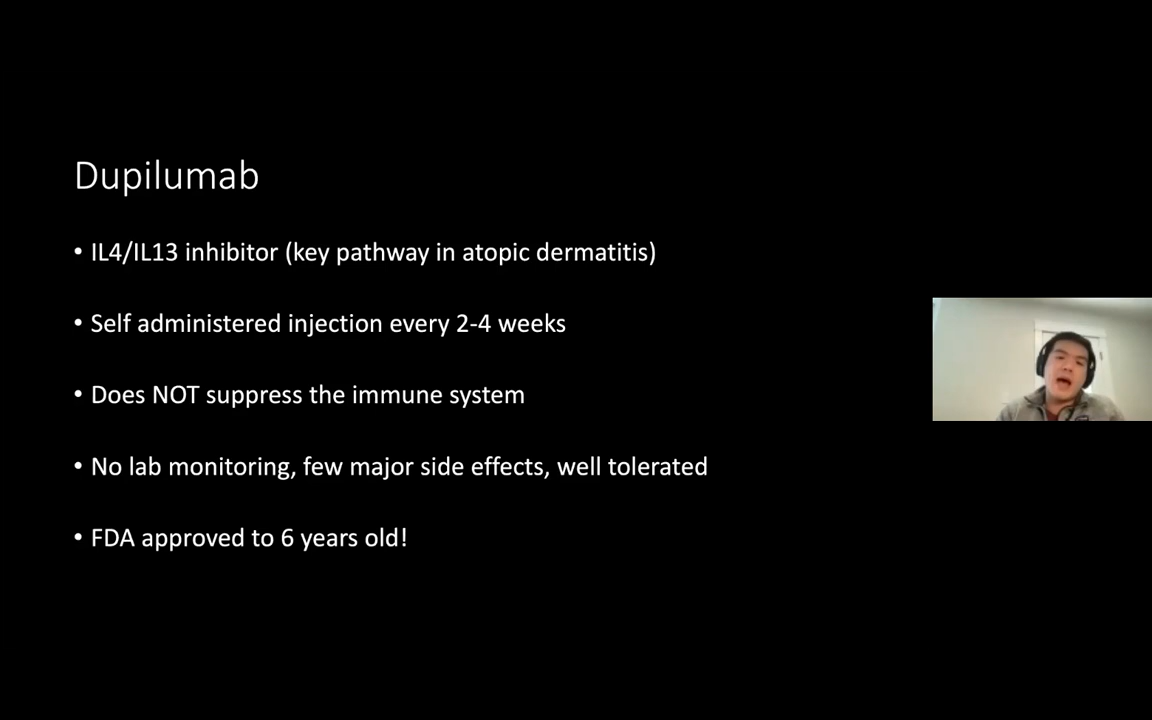 Dupilumab
• IL4/IL13 inhibitor (key pathway in atopic dermatitis)
• Self administered injection every 2-4 weeks
• Does NOT suppress the immune system
• No lab monitoring, few major side effects, well tolerated
• FDA approved to 6 years old!